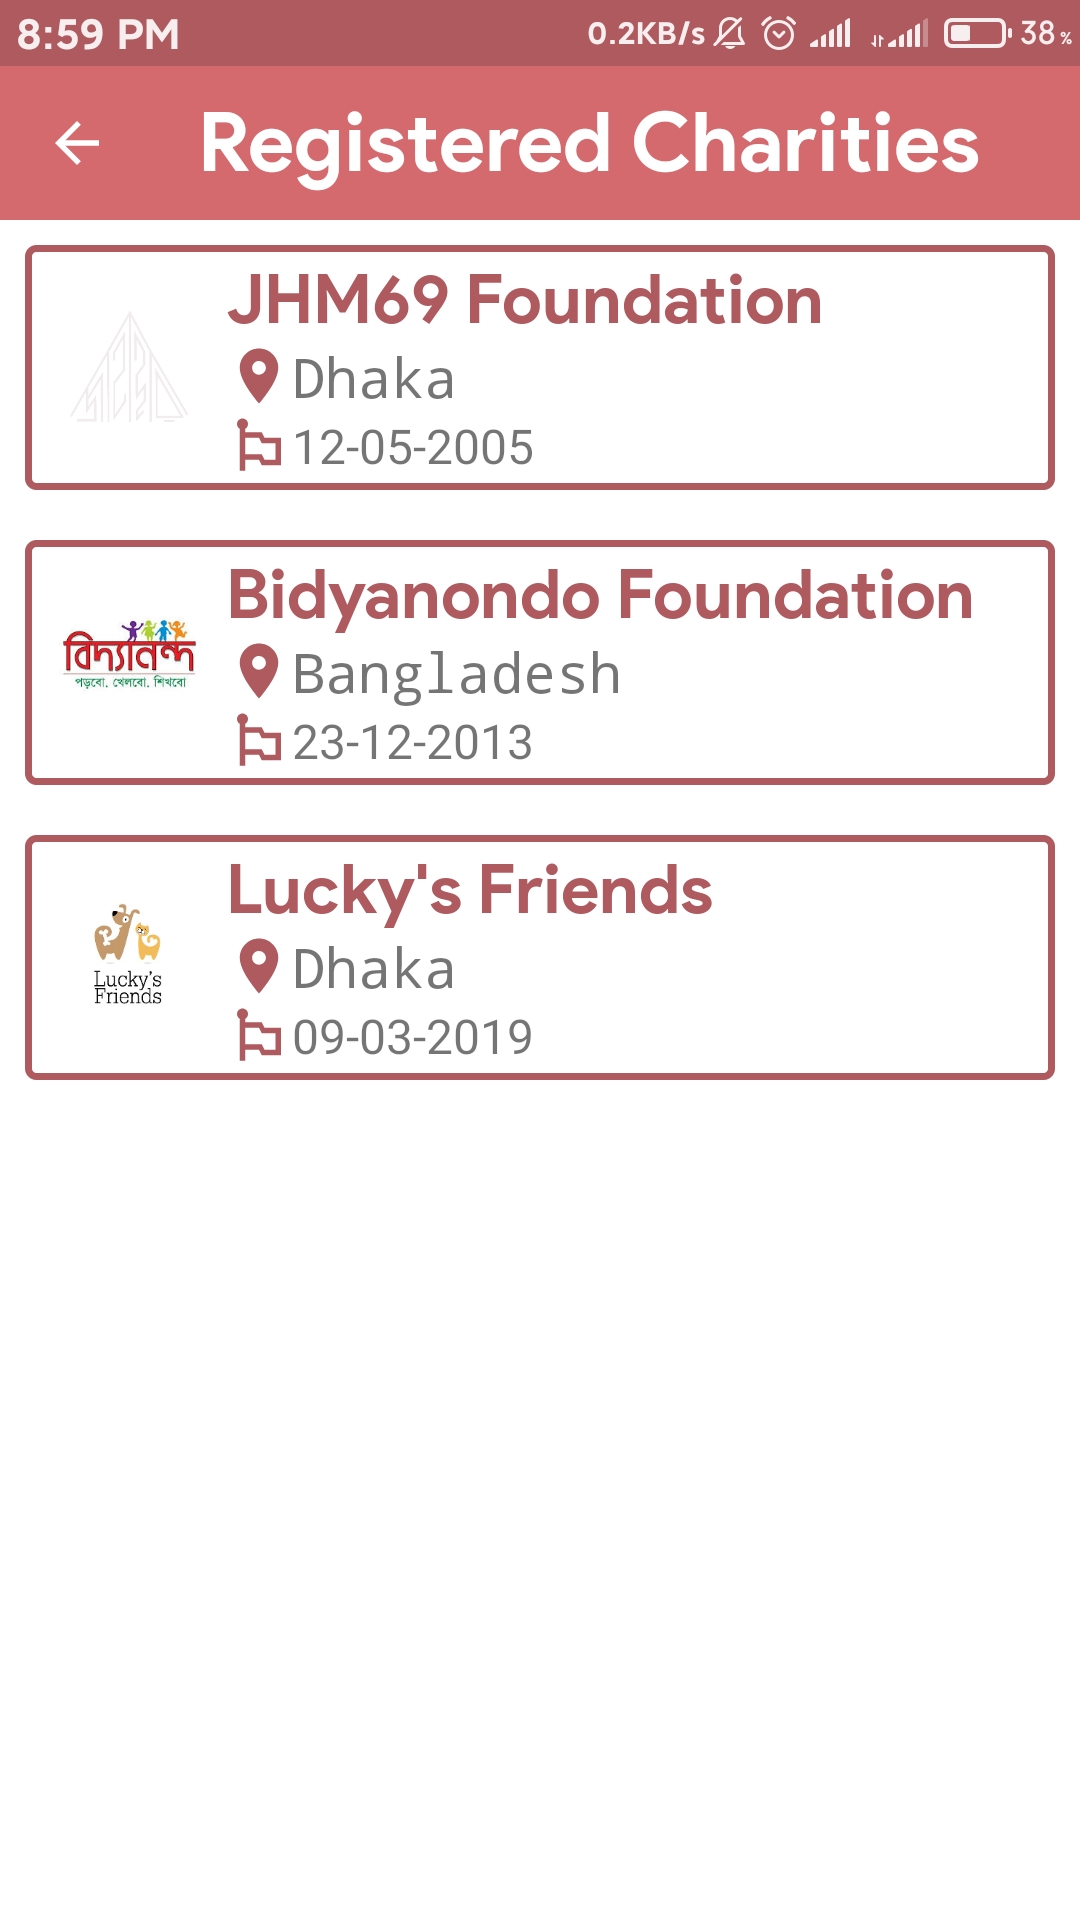 8:59 PM 0.2KB/s 38%
Registered Charities
JHM69 Foundation
Dhaka
12-05-2005
Bidyanondo Foundation
বিদ্যানন্দ
পড়বো. খেলবো. শিখবো
Bangladesh
23-12-2013
Lucky's Friends
Lucky's
Friends
Dhaka
09-03-2019